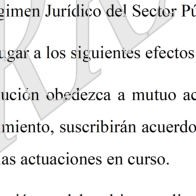 gimen Jurídico del Sector Pú
ugar a los siguientes efectos
ución obedezca a mutuo ac
miento, suscribirán acuerdo
as actuaciones en curso.